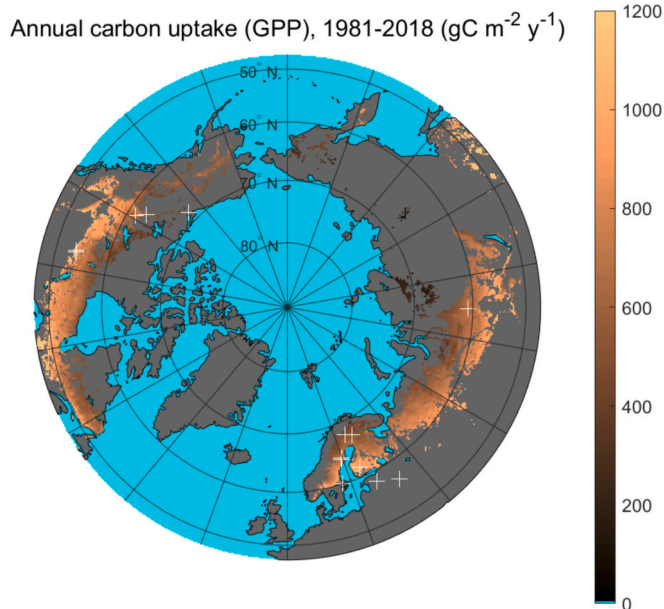 Annual carbon uptake (GPP), 1981-2018 (gC m⁻² y⁻¹)
50° N
60° N
70° N
80° N
1200
1000
800
600
400
200
0